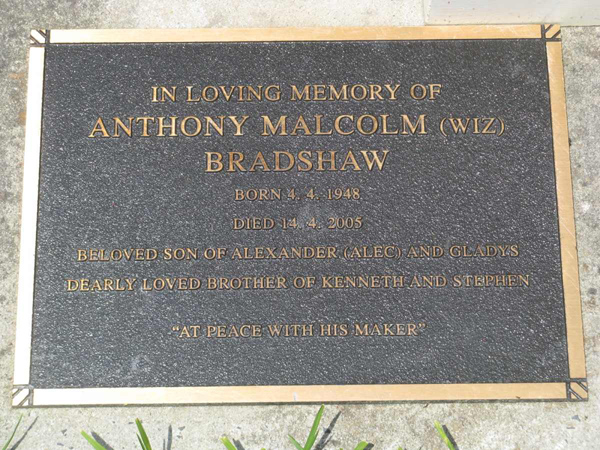 IN LOVING MEMORY OF
ANTHONY MALCOLM (WIZ)
BRADSHAW
BORN 4. 4. 1948
DIED 14. 4. 2005
BELOVED SON OF ALEXANDER (ALEC) AND GLADYS
DEARLY LOVED BROTHER OF KENNETH AND STEPHEN
"AT PEACE WITH HIS MAKER"